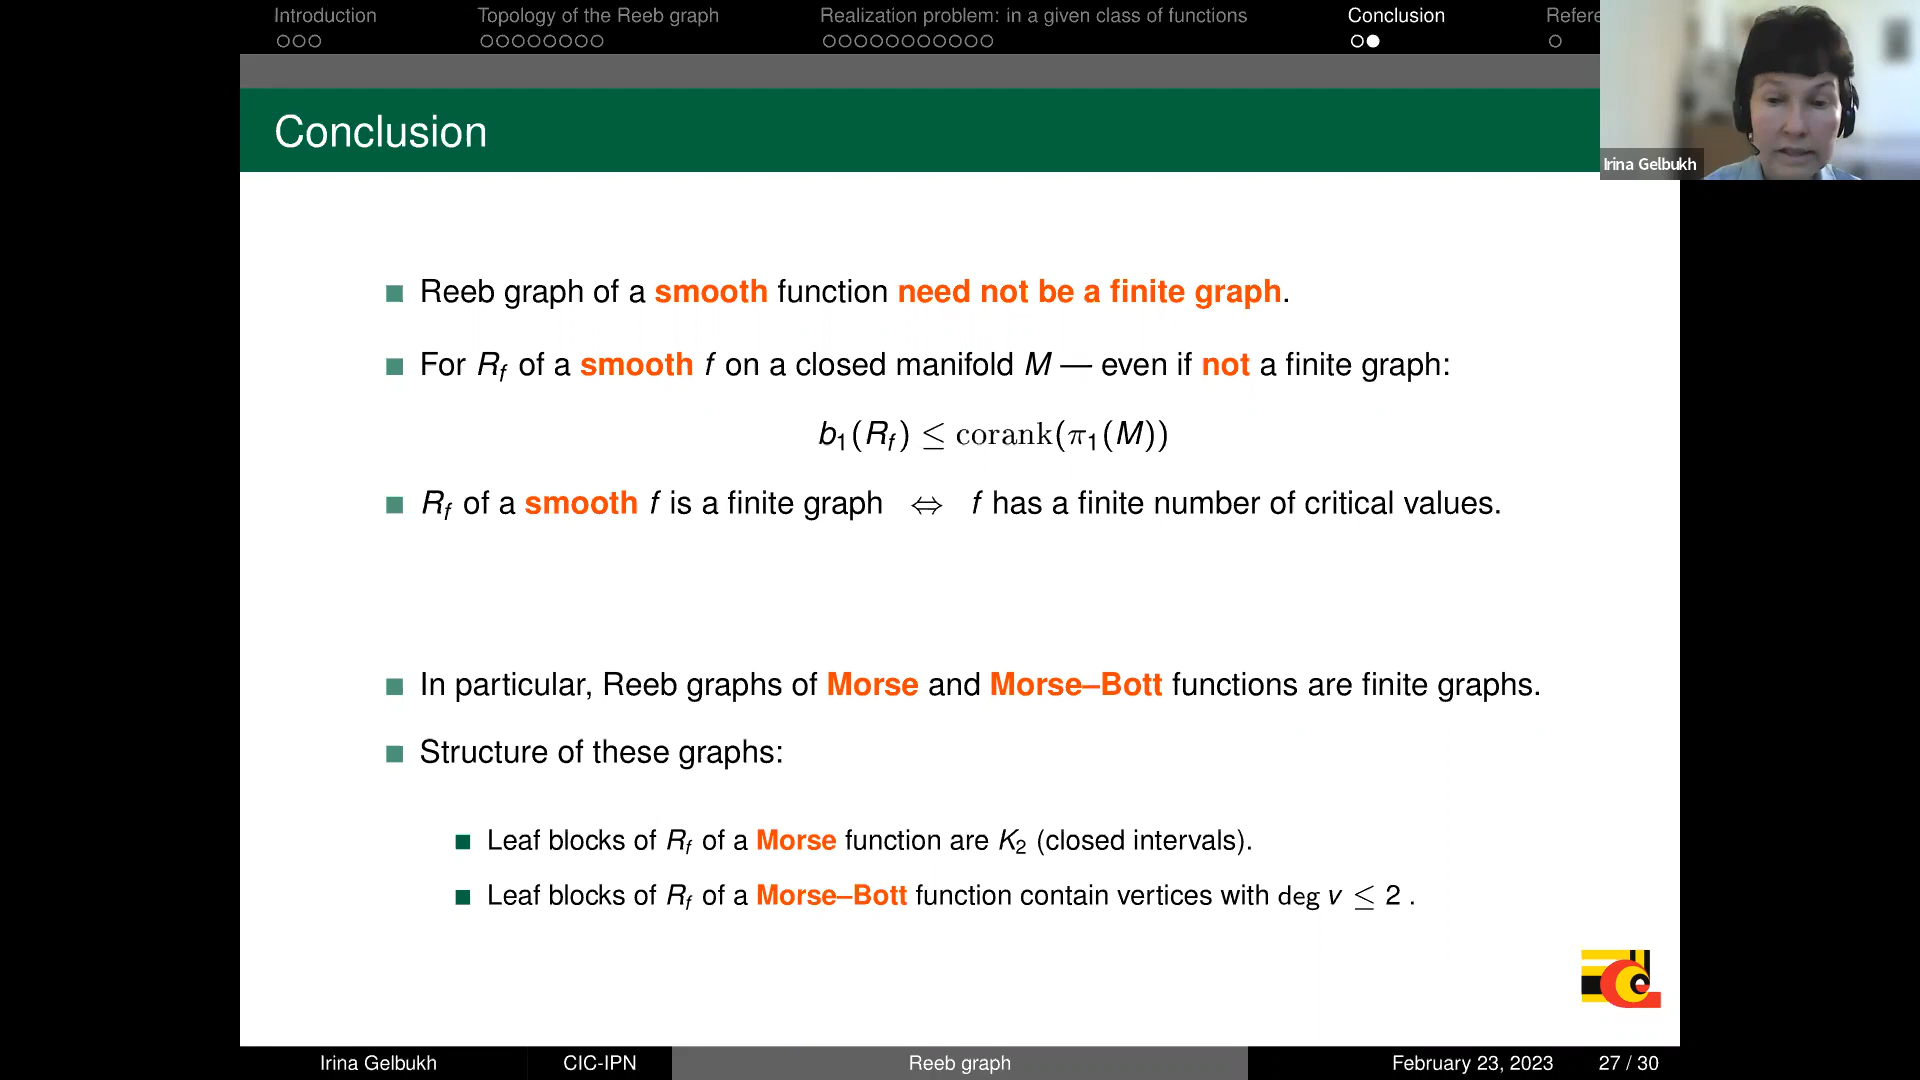 Introduction
Topology of the Reeb graph
Realization problem: in a given class of functions
Conclusion
Refere
Irina Gelbukh
Conclusion
Reeb graph of a smooth function need not be a finite graph.
For R_f of a smooth f on a closed manifold M — even if not a finite graph:
b₁(R_f) ≤ corank(π₁(M))
R_f of a smooth f is a finite graph ⇔ f has a finite number of critical values.
In particular, Reeb graphs of Morse and Morse–Bott functions are finite graphs.
Structure of these graphs:
Leaf blocks of R_f of a Morse function are K₂ (closed intervals).
Leaf blocks of R_f of a Morse–Bott function contain vertices with deg v ≤ 2 .
Irina Gelbukh
CIC-IPN
Reeb graph
February 23, 2023
27 / 30